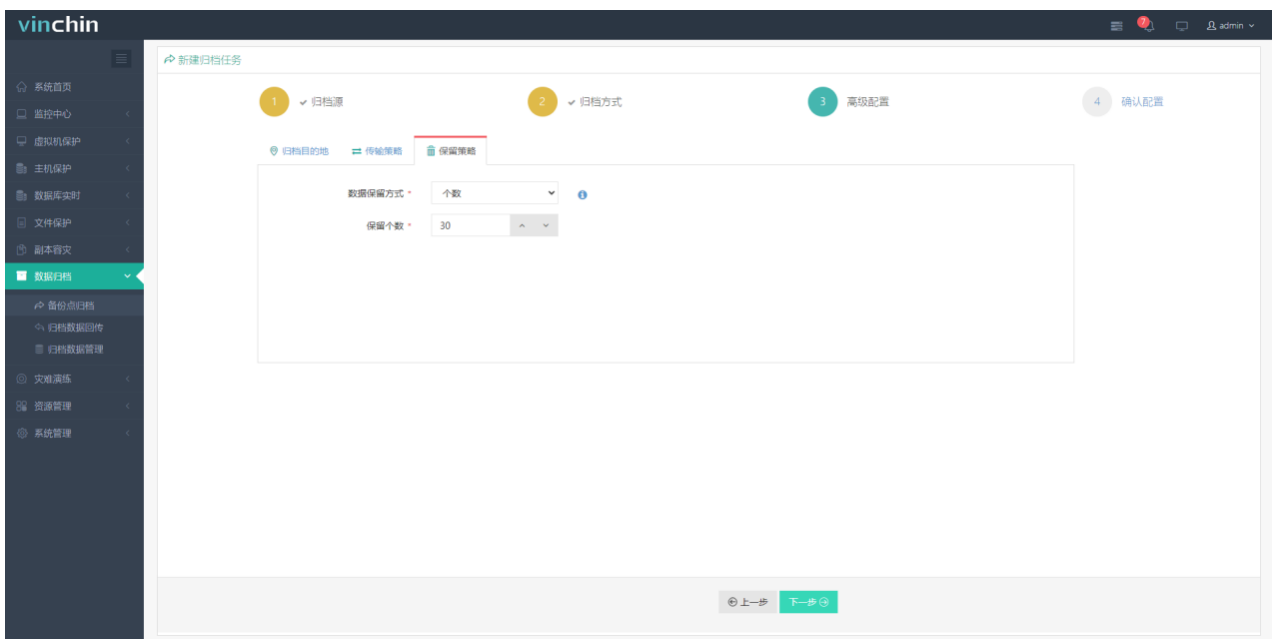 vinchin
7
admin
新建归档任务
系统首页
监控中心
虚拟机保护
主机保护
数据库实时
文件保护
副本容灾
数据归档
备份点归档
归档数据回传
归档数据管理
灾难演练
资源管理
系统管理
1 归档源
2 归档方式
3 高级配置
4 确认配置
归档目的地 传输策略 保留策略
数据保留方式 * 个数
保留个数 * 30
上一步 下一步